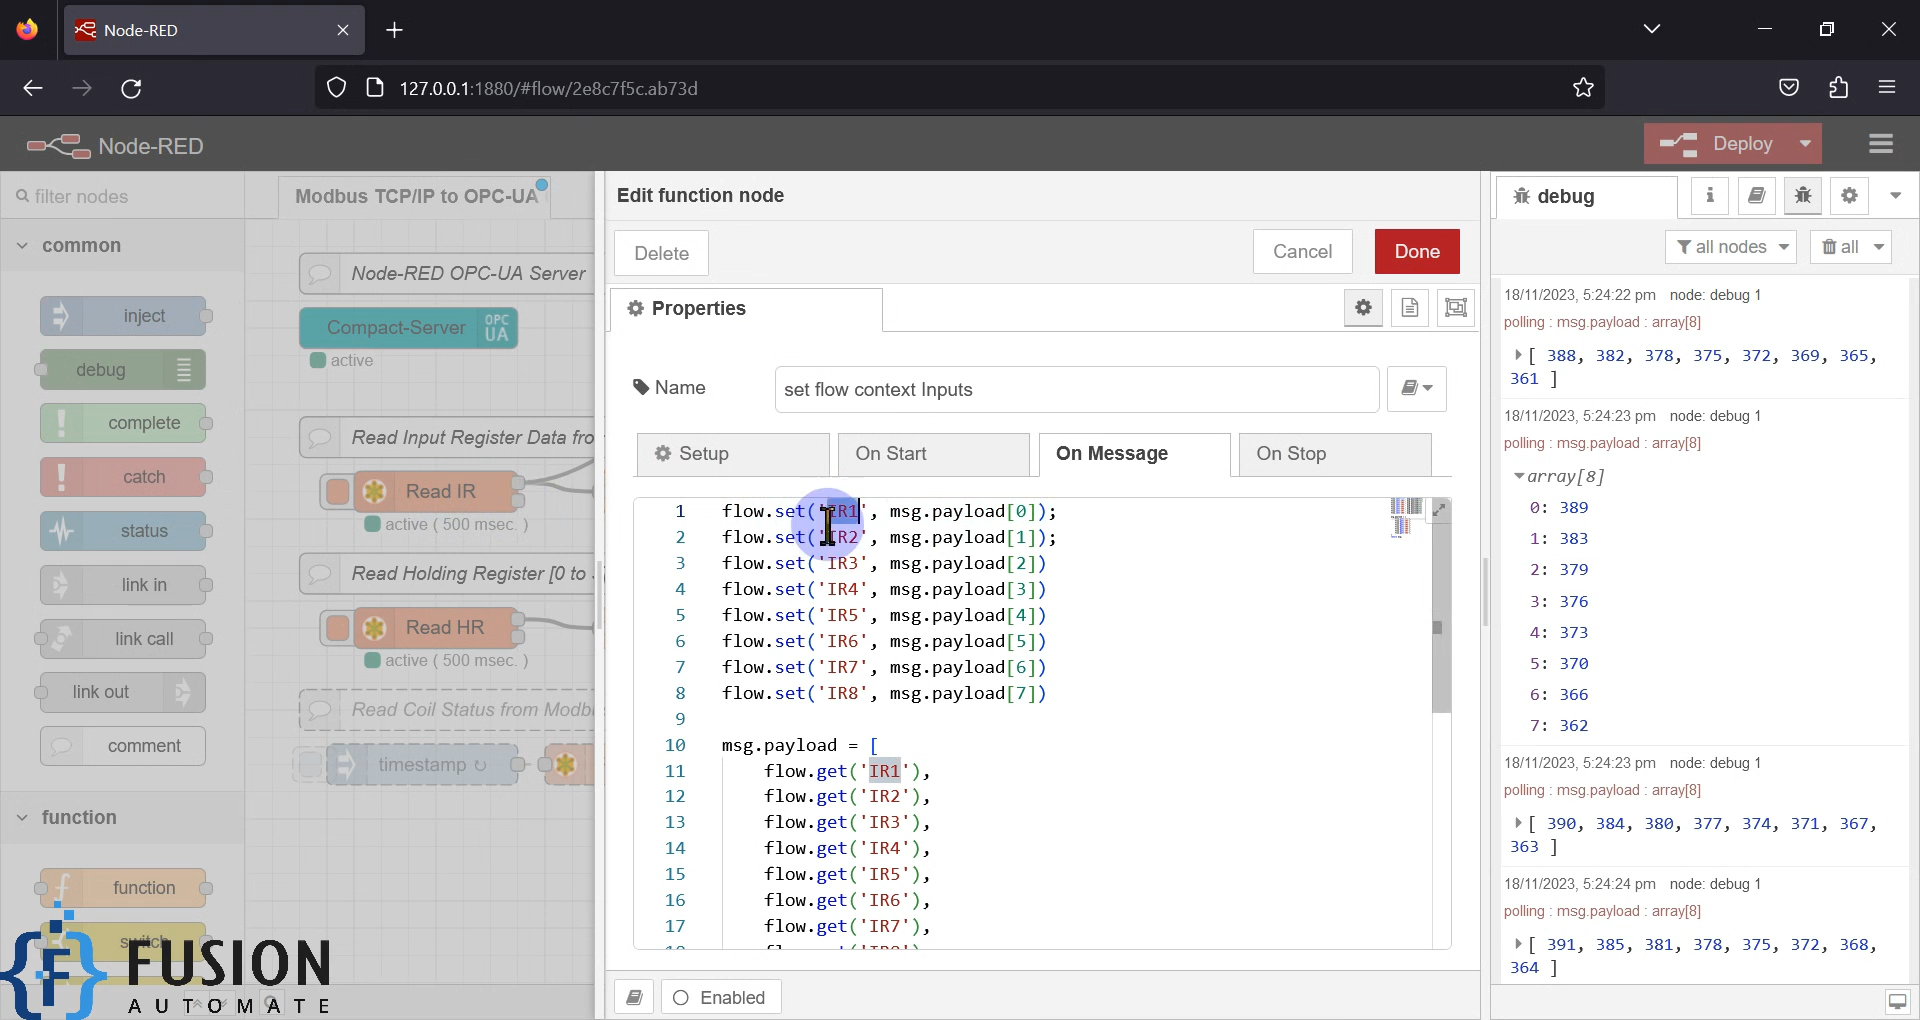 Node-RED
127.0.0.1:1880/#flow/2e8c7f5c.ab73d
Node-RED
Deploy
filter nodes
common
inject
debug
complete
catch
status
link in
link call
link out
comment
function
function
switch
FUSION
AUTOMATE
Modbus TCP/IP to OPC-UA
Node-RED OPC-UA Server
Compact-Server
OPC
UA
active
Read Input Register Data fro
Read IR
active ( 500 msec. )
Read Holding Register [0 to
Read HR
active ( 500 msec. )
Read Coil Status from Modb
timestamp ↻
Edit function node
Delete
Cancel
Done
Properties
Name
set flow context Inputs
Setup
On Start
On Message
On Stop
1 flow.set('IR1', msg.payload[0]);
2 flow.set('IR2', msg.payload[1]);
3 flow.set('IR3', msg.payload[2])
4 flow.set('IR4', msg.payload[3])
5 flow.set('IR5', msg.payload[4])
6 flow.set('IR6', msg.payload[5])
7 flow.set('IR7', msg.payload[6])
8 flow.set('IR8', msg.payload[7])
9
10 msg.payload = [
11 flow.get('IR1'),
12 flow.get('IR2'),
13 flow.get('IR3'),
14 flow.get('IR4'),
15 flow.get('IR5'),
16 flow.get('IR6'),
17 flow.get('IR7'),
Enabled
debug
all nodes
all
18/11/2023, 5:24:22 pm node: debug 1
polling : msg.payload : array[8]
[ 388, 382, 378, 375, 372, 369, 365,
361 ]
18/11/2023, 5:24:23 pm node: debug 1
polling : msg.payload : array[8]
array[8]
0: 389
1: 383
2: 379
3: 376
4: 373
5: 370
6: 366
7: 362
18/11/2023, 5:24:23 pm node: debug 1
polling : msg.payload : array[8]
[ 390, 384, 380, 377, 374, 371, 367,
363 ]
18/11/2023, 5:24:24 pm node: debug 1
polling : msg.payload : array[8]
[ 391, 385, 381, 378, 375, 372, 368,
364 ]